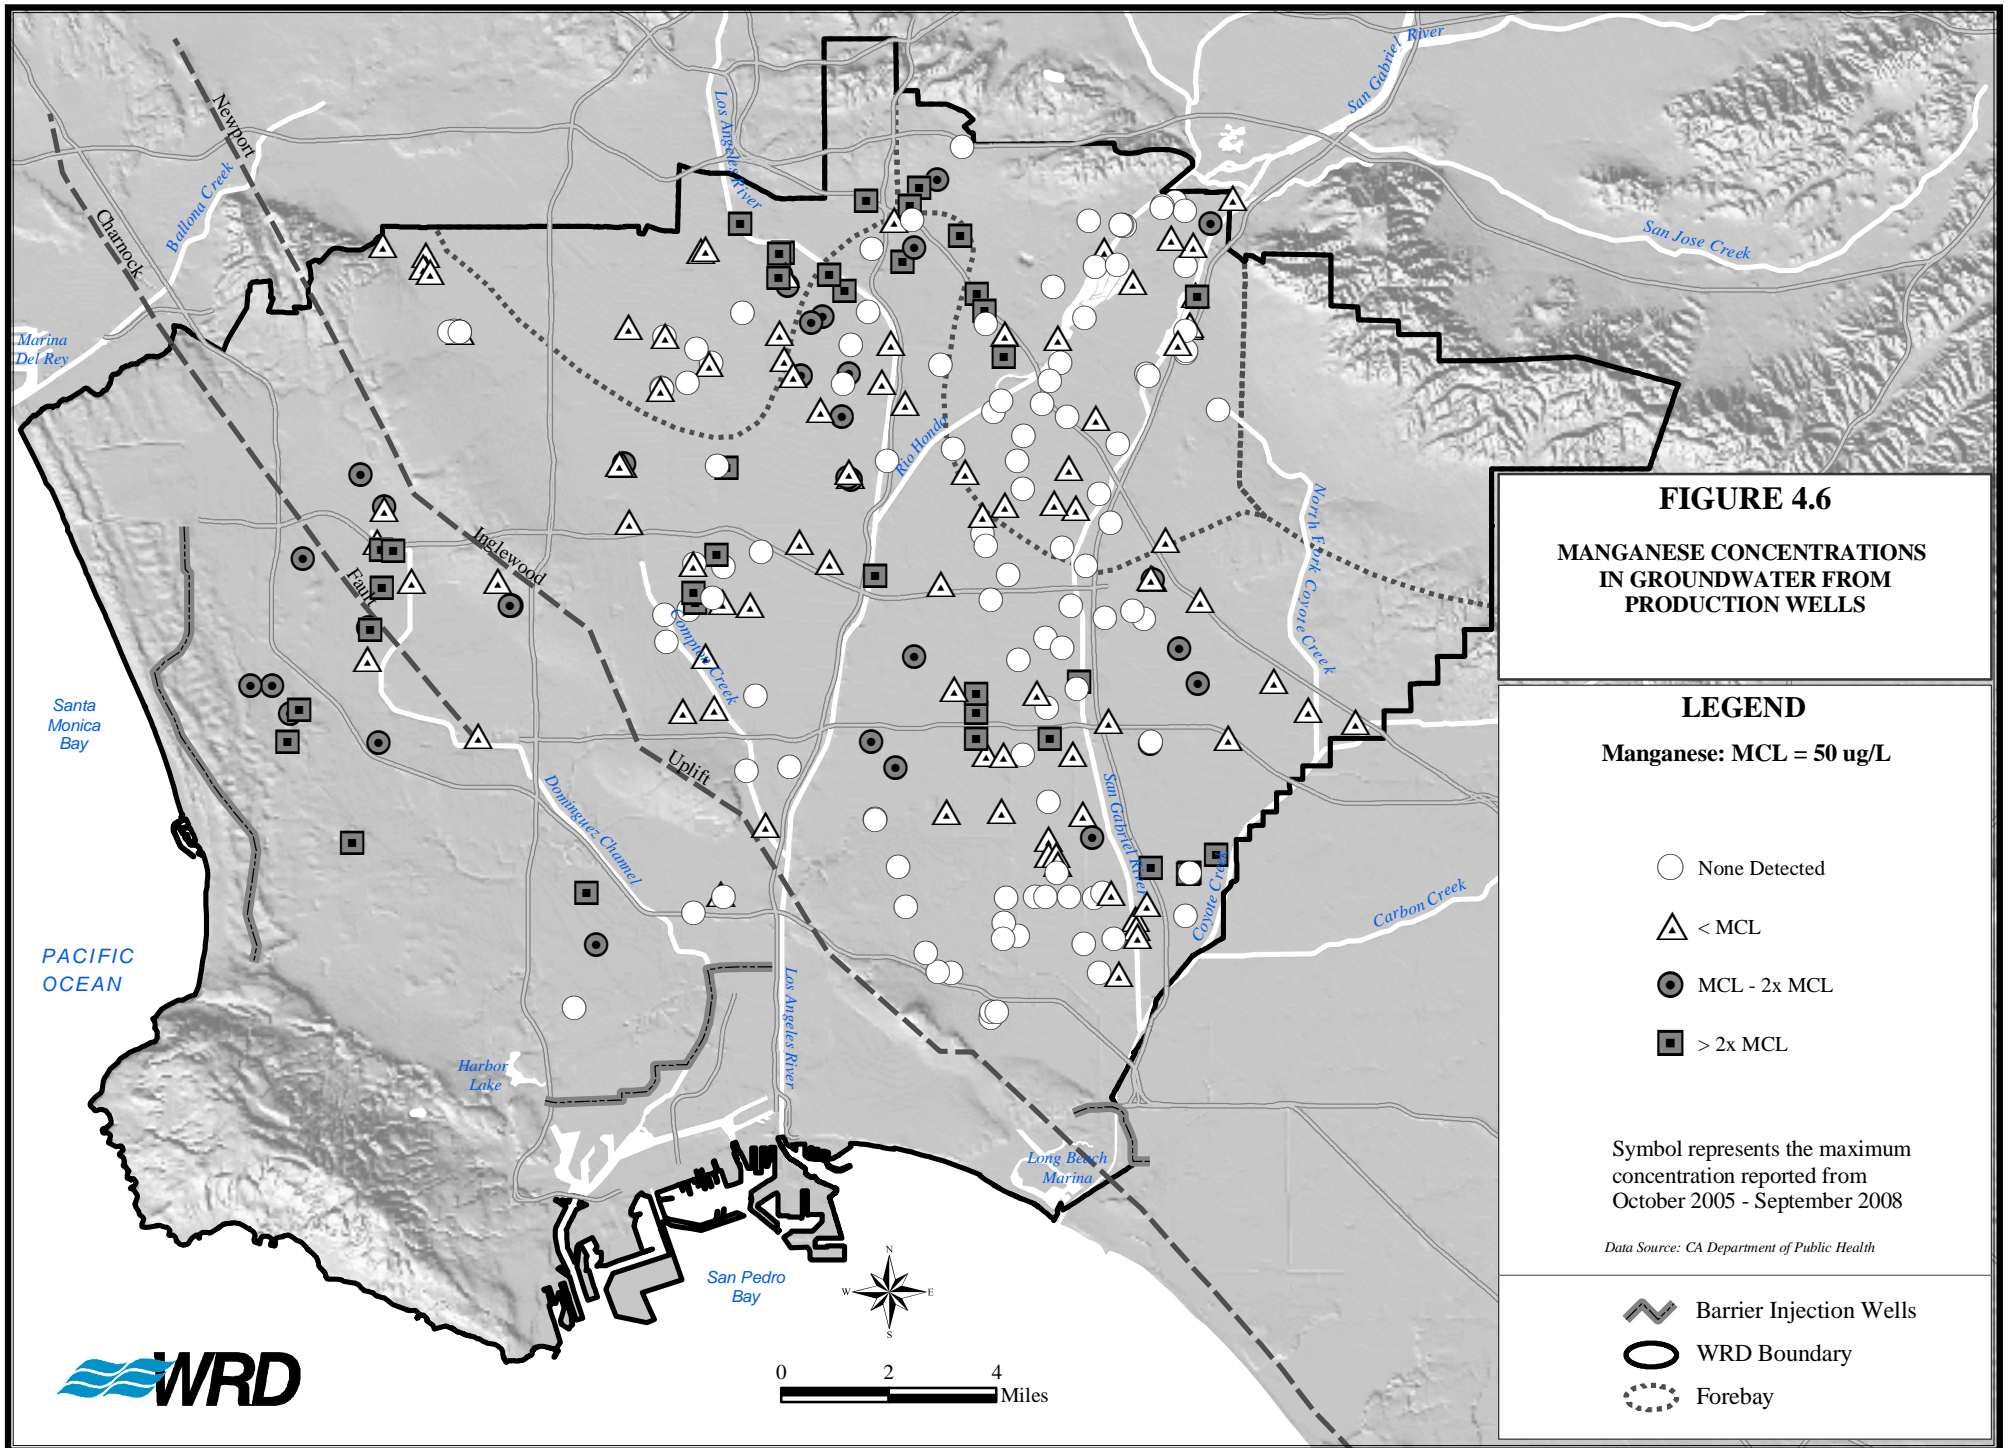 San Gabriel River
Los Angeles River
Newport
Ballona Creek
Charnock
San Jose Creek
Marina
Del Rey
Rio Hondo
North Fork Coyote Creek
Inglewood
Fault
Compton Creek
Santa
Monica
Bay
Uplift
Dominguez Channel
San Gabriel River
Coyote Creek
Carbon Creek
PACIFIC
OCEAN
Los Angeles River
Harbor
Lake
Long Beach
Marina
San Pedro
Bay
N
W
E
S
0 2 4
Miles
WRD
FIGURE 4.6
MANGANESE CONCENTRATIONS
IN GROUNDWATER FROM
PRODUCTION WELLS
LEGEND
Manganese: MCL = 50 ug/L
None Detected
< MCL
MCL - 2x MCL
> 2x MCL
Symbol represents the maximum
concentration reported from
October 2005 - September 2008
Data Source: CA Department of Public Health
Barrier Injection Wells
WRD Boundary
Forebay